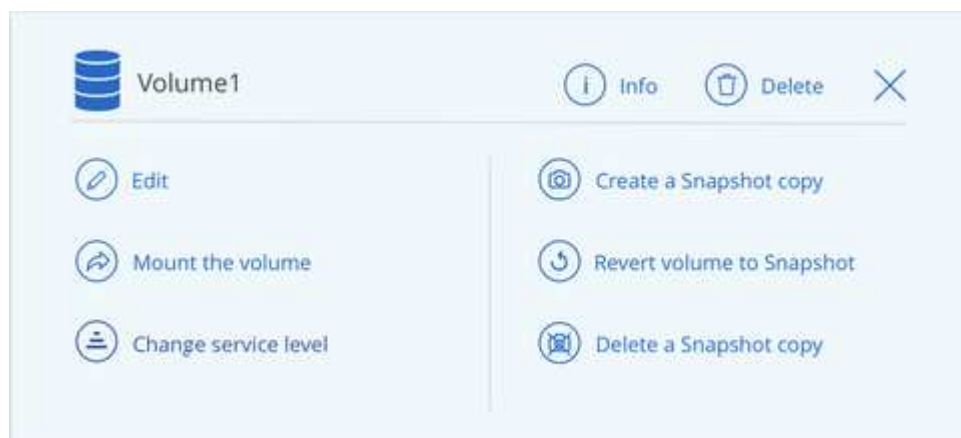 Volume1
Info
Delete
Edit
Mount the volume
Change service level
Create a Snapshot copy
Revert volume to Snapshot
Delete a Snapshot copy